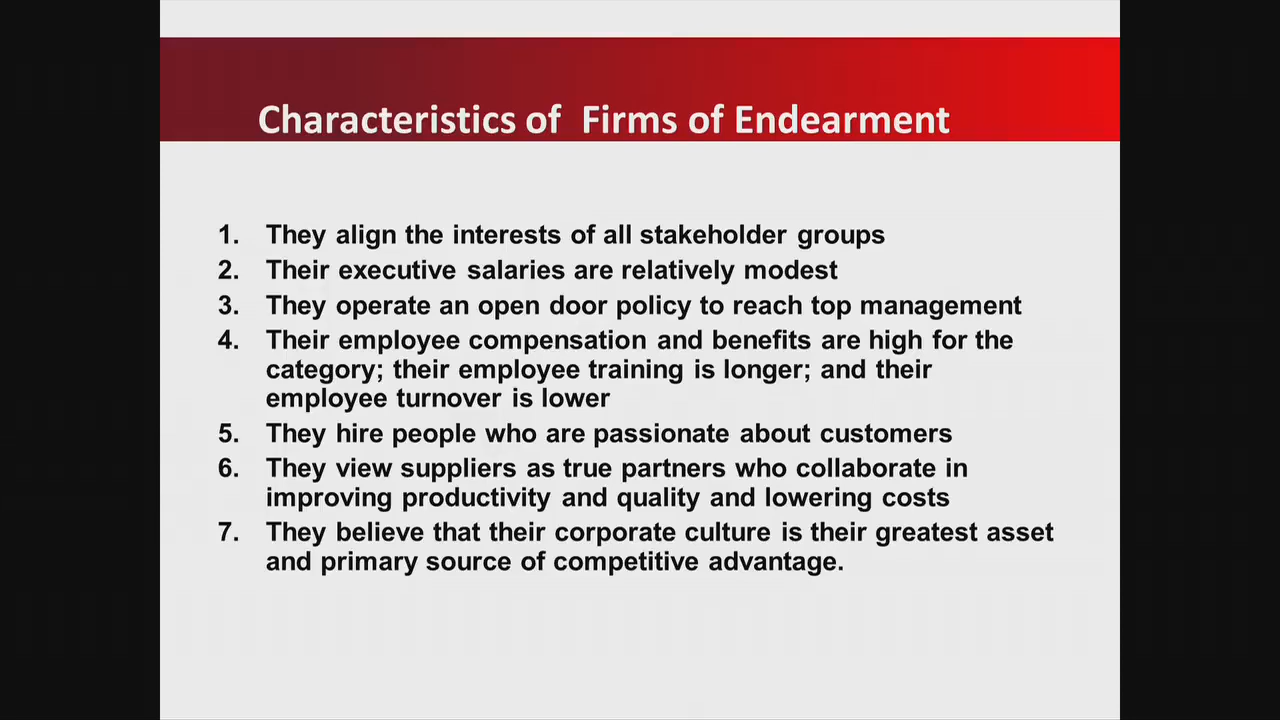 Characteristics of Firms of Endearment
1. They align the interests of all stakeholder groups
2. Their executive salaries are relatively modest
3. They operate an open door policy to reach top management
4. Their employee compensation and benefits are high for the
category; their employee training is longer; and their
employee turnover is lower
5. They hire people who are passionate about customers
6. They view suppliers as true partners who collaborate in
improving productivity and quality and lowering costs
7. They believe that their corporate culture is their greatest asset
and primary source of competitive advantage.